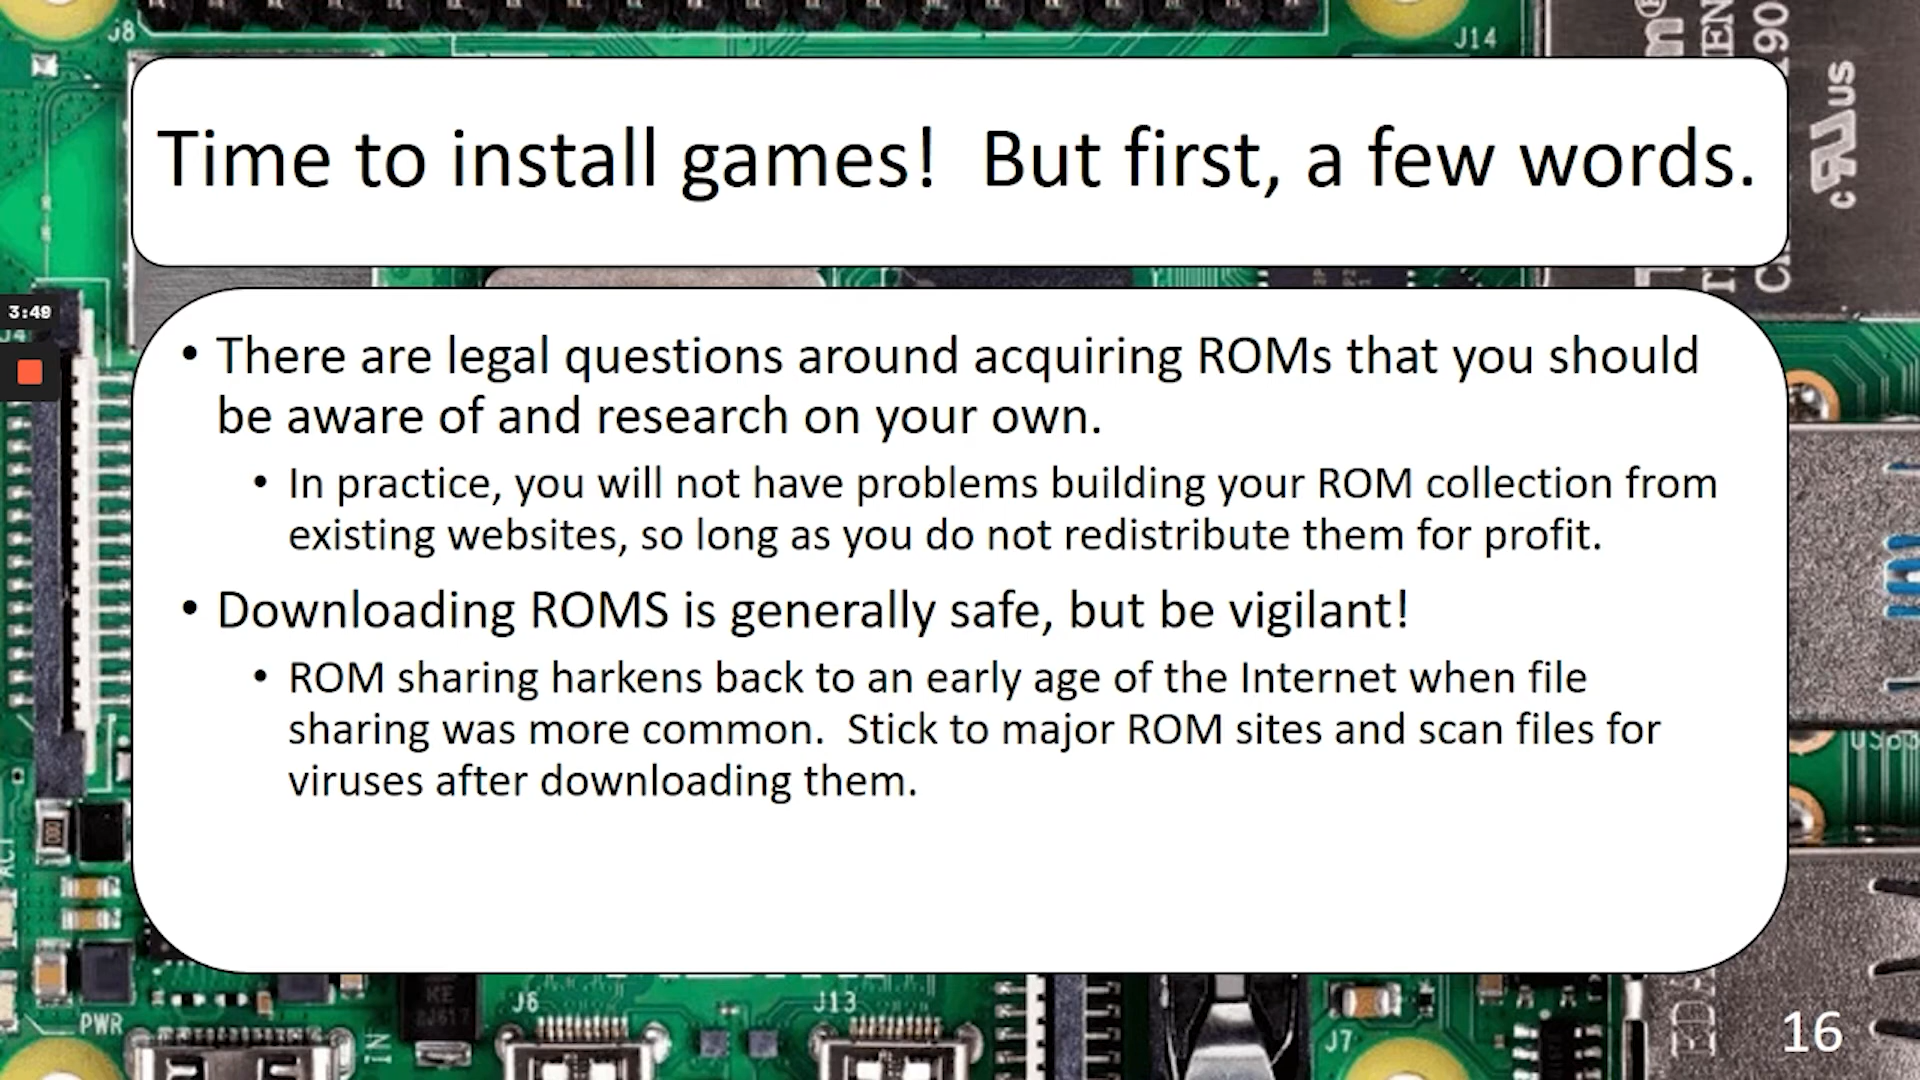 J8
J14
Time to install games!  But first, a few words.
cRUus
3:49
J4
• There are legal questions around acquiring ROMs that you should
be aware of and research on your own.
• In practice, you will not have problems building your ROM collection from
existing websites, so long as you do not redistribute them for profit.
• Downloading ROMS is generally safe, but be vigilant!
• ROM sharing harkens back to an early age of the Internet when file
sharing was more common.  Stick to major ROM sites and scan files for
viruses after downloading them.
ACT
KE
J6
J13
PWR
IN
J7
16